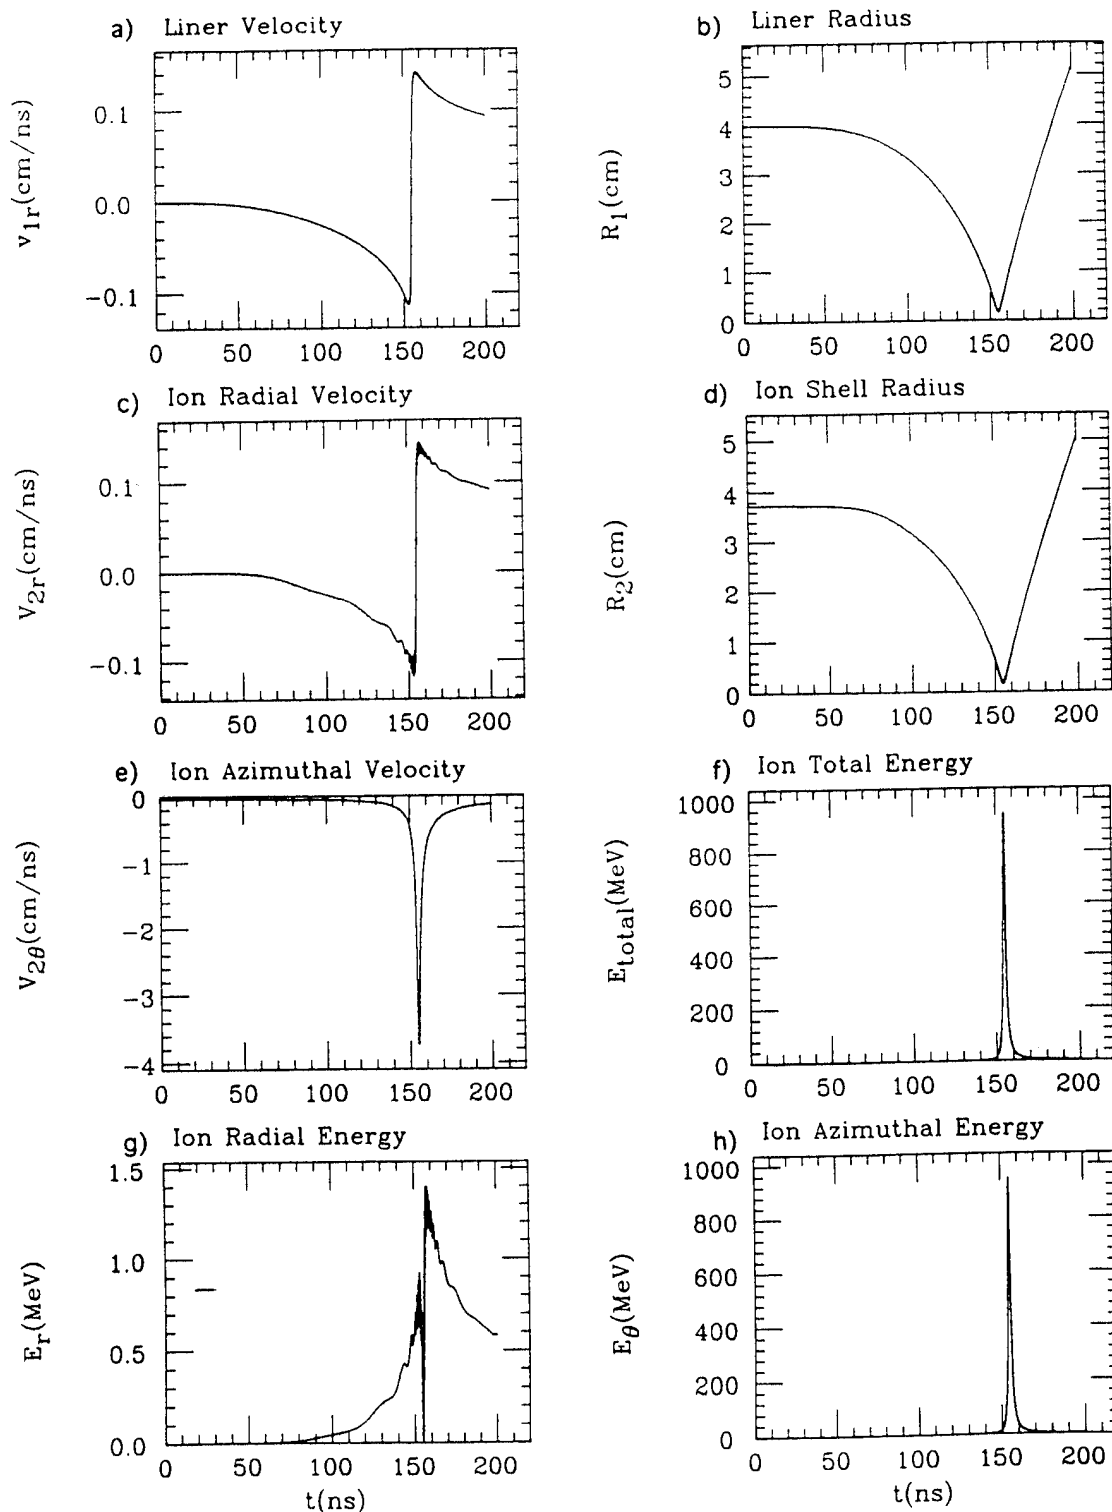 a) Liner Velocity
v1r(cm/ns)
0.1
0.0
−0.1
0 50 100 150 200
b) Liner Radius
R1(cm)
5
4
3
2
1
0
0 50 100 150 200
c) Ion Radial Velocity
V2r(cm/ns)
0.1
0.0
−0.1
0 50 100 150 200
d) Ion Shell Radius
R2(cm)
5
4
3
2
1
0
0 50 100 150 200
e) Ion Azimuthal Velocity
V2θ(cm/ns)
0
−1
−2
−3
−4
0 50 100 150 200
f) Ion Total Energy
Etotal(MeV)
1000
800
600
400
200
0
0 50 100 150 200
g) Ion Radial Energy
Er(MeV)
1.5
1.0
0.5
0.0
0 50 100 150 200
t(ns)
h) Ion Azimuthal Energy
Eθ(MeV)
1000
800
600
400
200
0
0 50 100 150 200
t(ns)